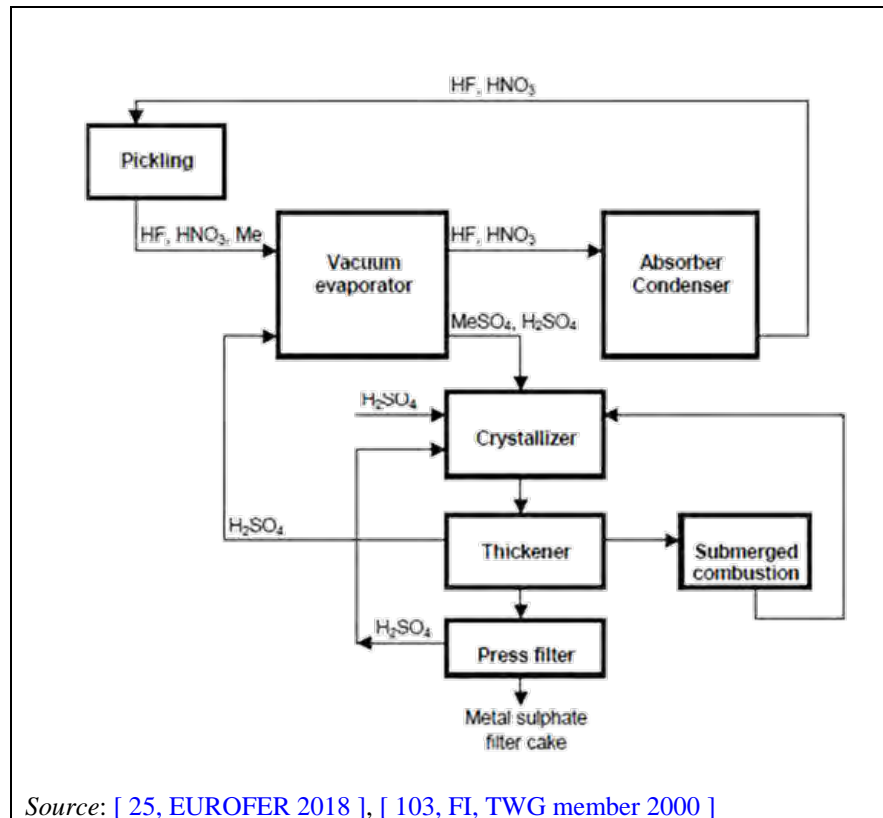 HF, HNO₃
Pickling
HF, HNO₃, Me
HF, HNO₃
Vacuum
evaporator
Absorber
Condenser
MeSO₄, H₂SO₄
H₂SO₄
Crystallizer
H₂SO₄
Thickener
Submerged
combustion
H₂SO₄
Press filter
Metal sulphate
filter cake
Source: [ 25, EUROFER 2018 ], [ 103, FI, TWG member 2000 ]